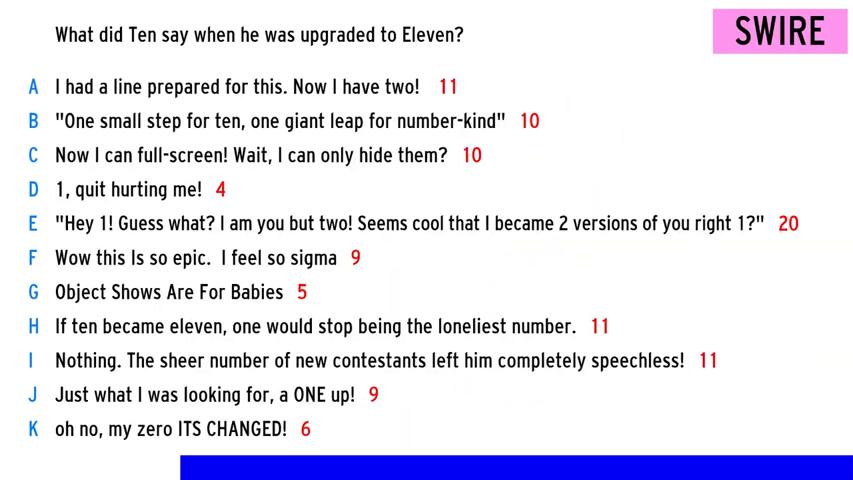 What did Ten say when he was upgraded to Eleven?
SWIRE
A I had a line prepared for this. Now I have two! 11
B "One small step for ten, one giant leap for number-kind" 10
C Now I can full-screen! Wait, I can only hide them? 10
D 1, quit hurting me! 4
E "Hey 1! Guess what? I am you but two! Seems cool that I became 2 versions of you right 1?" 20
F Wow this Is so epic. I feel so sigma 9
G Object Shows Are For Babies 5
H If ten became eleven, one would stop being the loneliest number. 11
I Nothing. The sheer number of new contestants left him completely speechless! 11
J Just what I was looking for, a ONE up! 9
K oh no, my zero ITS CHANGED! 6